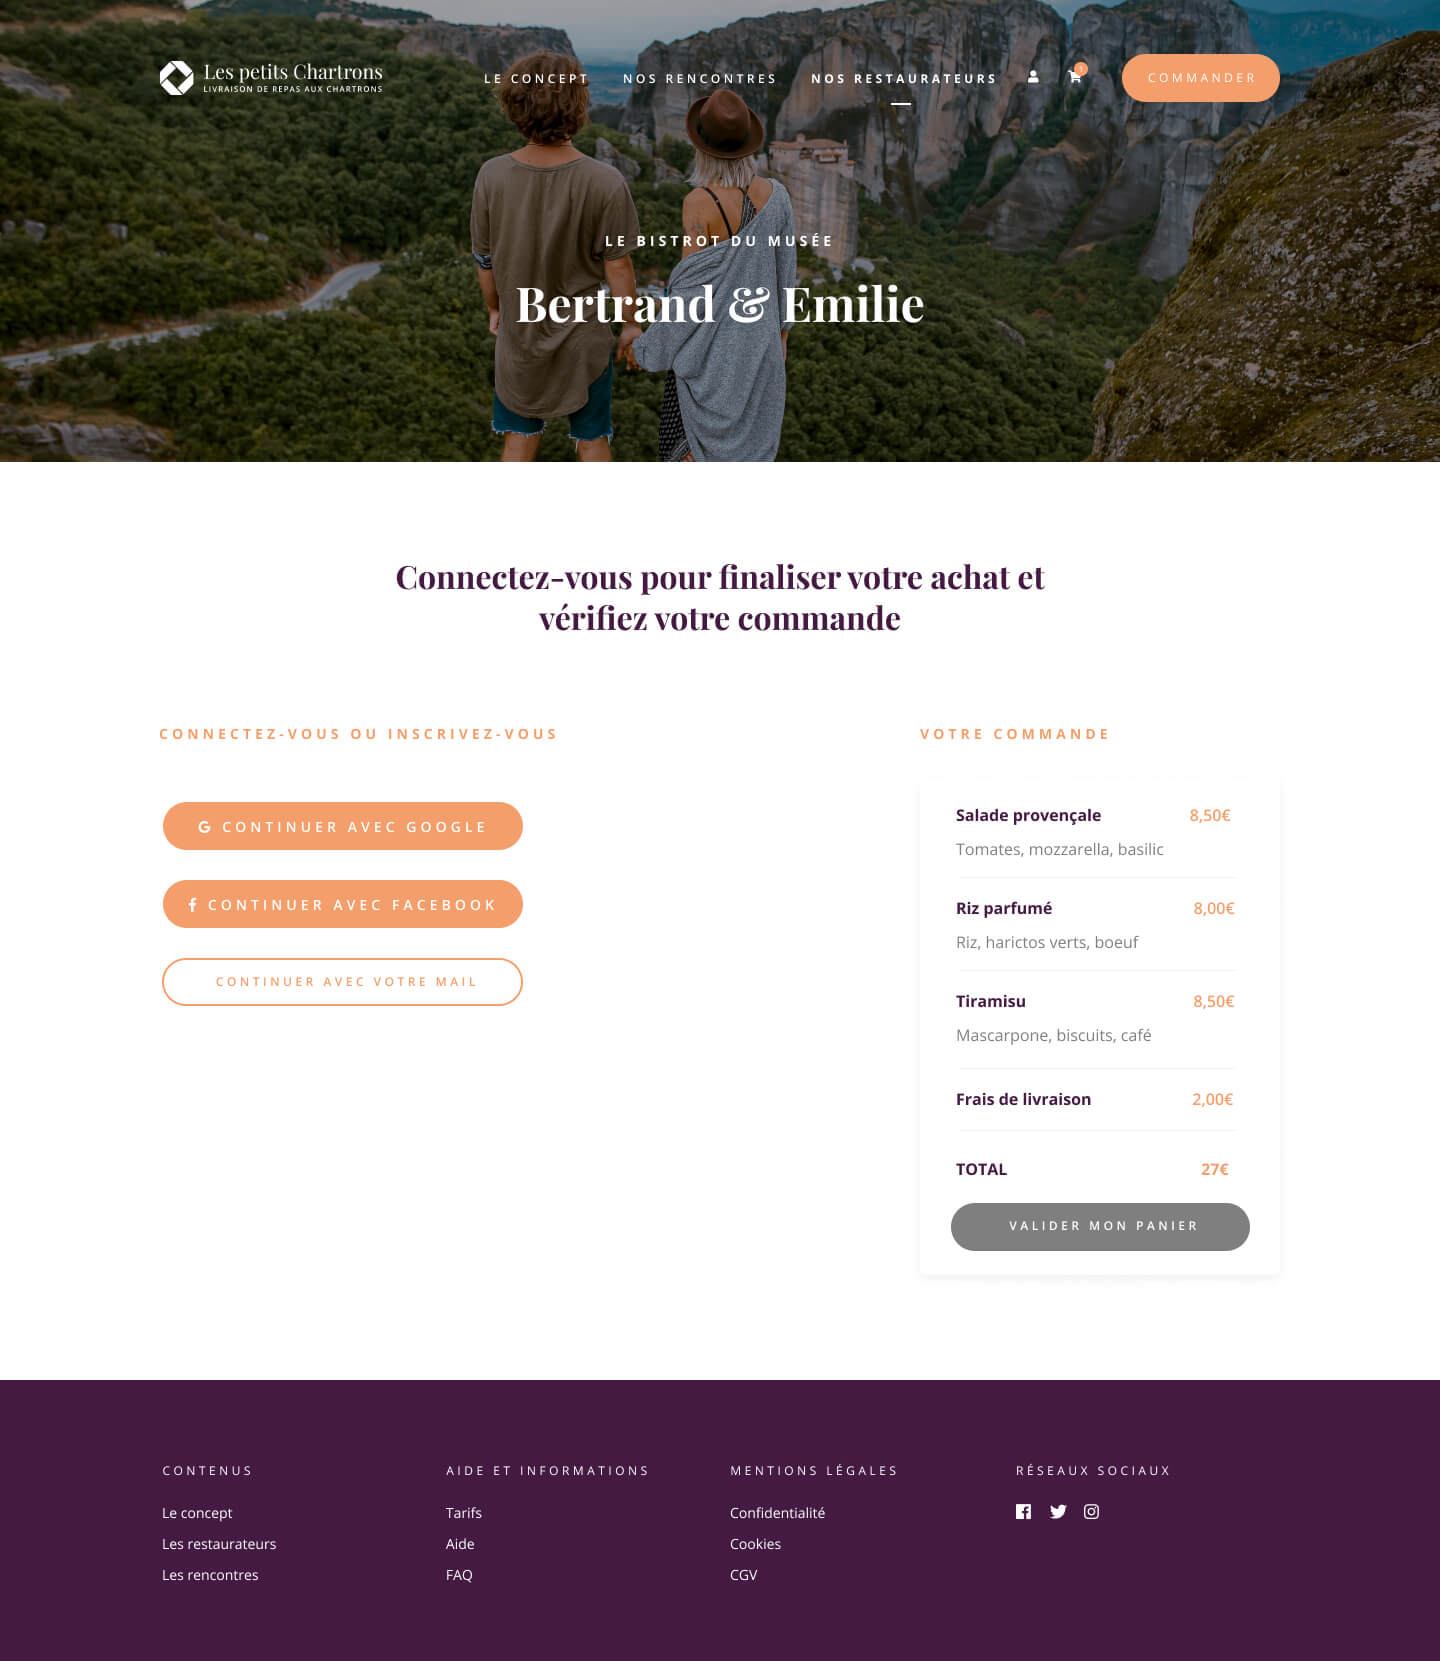 Les petits Chartrons
LIVRAISON DE REPAS AUX CHARTRONS
LE CONCEPT
NOS RENCONTRES
NOS RESTAURATEURS
1
COMMANDER
LE BISTROT DU MUSÉE
Bertrand & Emilie
Connectez-vous pour finaliser votre achat et
vérifiez votre commande
CONNECTEZ-VOUS OU INSCRIVEZ-VOUS
G CONTINUER AVEC GOOGLE
f CONTINUER AVEC FACEBOOK
CONTINUER AVEC VOTRE MAIL
VOTRE COMMANDE
Salade provençale 8,50€
Tomates, mozzarella, basilic
Riz parfumé 8,00€
Riz, harictos verts, boeuf
Tiramisu 8,50€
Mascarpone, biscuits, café
Frais de livraison 2,00€
TOTAL 27€
VALIDER MON PANIER
CONTENUS
Le concept
Les restaurateurs
Les rencontres
AIDE ET INFORMATIONS
Tarifs
Aide
FAQ
MENTIONS LÉGALES
Confidentialité
Cookies
CGV
RÉSEAUX SOCIAUX